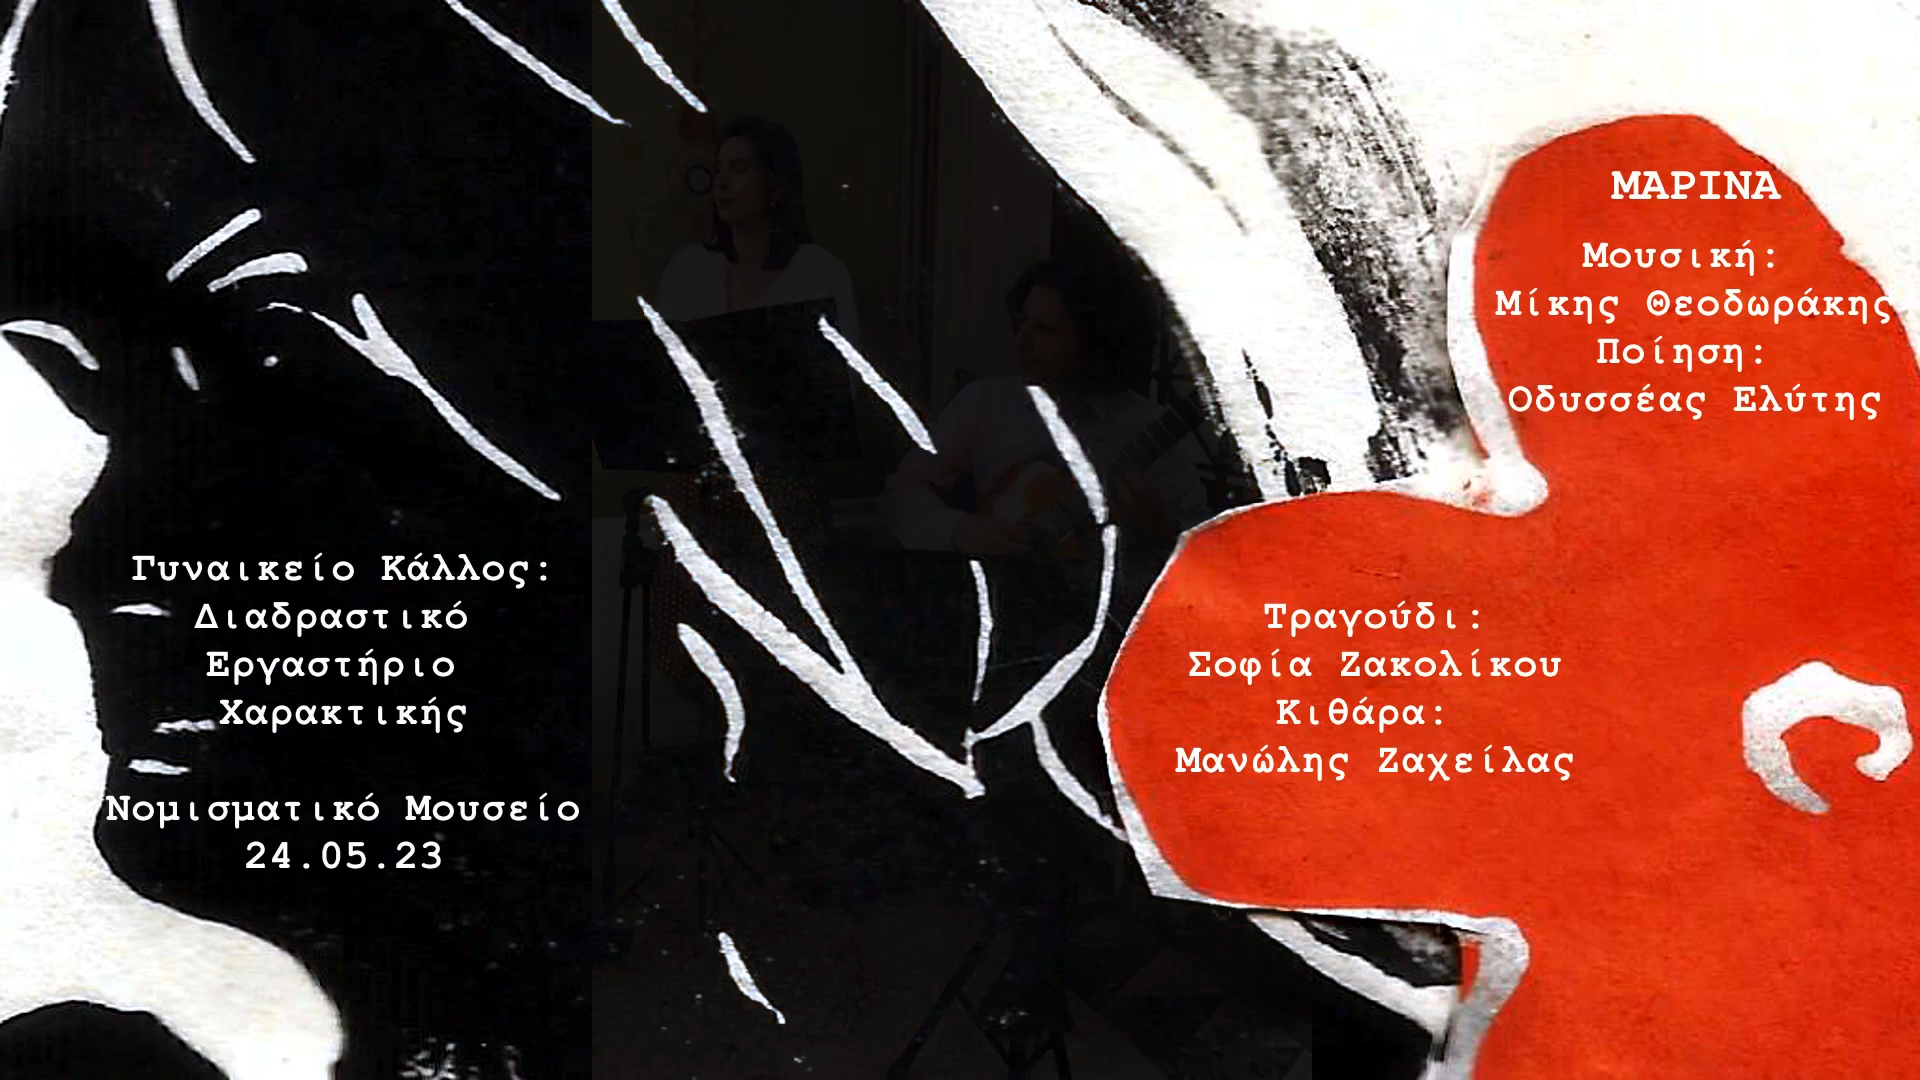 ΜΑΡΙΝΑ
Μουσική:
Μίκης Θεοδωράκης
Ποίηση:
Οδυσσέας Ελύτης
Γυναικείο Κάλλος:
Διαδραστικό
Εργαστήριο
Χαρακτικής
Νομισματικό Μουσείο
24.05.23
Τραγούδι:
Σοφία Ζακολίκου
Κιθάρα:
Μανώλης Ζαχείλας